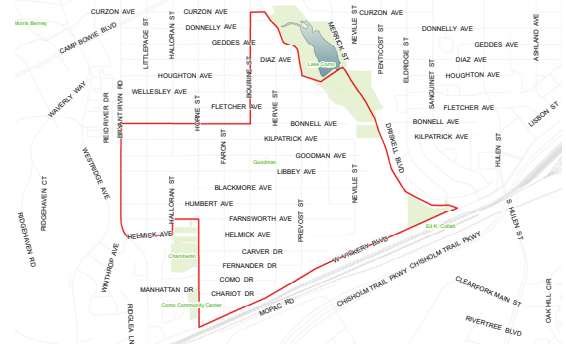 CURZON AVE
CURZON AVE
Morris Berney
CAMP BOWIE BLVD
LITTLEPAGE ST
HALLORAN ST
DONNELLY AVE
MERRICK ST
NEVILLE ST
PENTICOST ST
DONNELLY AVE
ASHLAND AVE
GEDDES AVE
GEDDES AVE
DIAZ AVE
Lake Como
ELDRIDGE ST
DIAZ AVE
HOUGHTON AVE
BOURINE ST
SANGUINET ST
HOUGHTON AVE
WAVERLY WAY
REID RIVER DR
BRYANT IRVIN RD
WELLESLEY AVE
HORNE ST
FLETCHER AVE
HERVIE ST
FLETCHER AVE
LISBON ST
BONNELL AVE
BONNELL AVE
KILPATRICK AVE
DRISKELL BLVD
KILPATRICK AVE
HULEN ST
FARON ST
GOODMAN AVE
Goodman
WESTRIDGE AVE
LIBBEY AVE
RIDGEHAVEN CT
HALLORAN ST
BLACKMORE AVE
NEVILLE ST
HUMBERT AVE
PREVOST ST
S HULEN ST
RIDGEHAVEN RD
FARNSWORTH AVE
Ed K. Collett
HELMICK AVE
HELMICK AVE
W VICKERY BLVD
CHISHOLM TRAIL PKWY
WINTHROP AVE
Chamberlin
CARVER DR
FERNANDER DR
CHISHOLM TRAIL PKWY
COMO DR
MANHATTAN DR
CHARIOT DR
CLEARFORK MAIN ST
OAK HILL CIR
RIDGLEA LN
Como Community Center
MOPAC RD
RIVERTREE BLVD